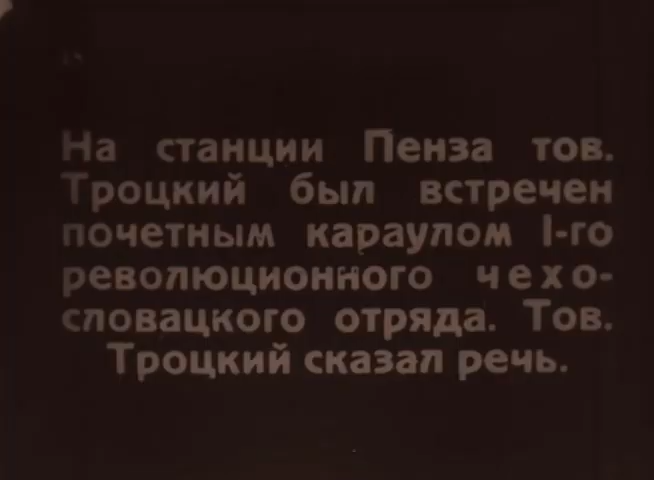 На станции Пенза тов.
Троцкий был встречен
почетным караулом I-го
революционного чехо-
словацкого отряда. Тов.
Троцкий сказал речь.